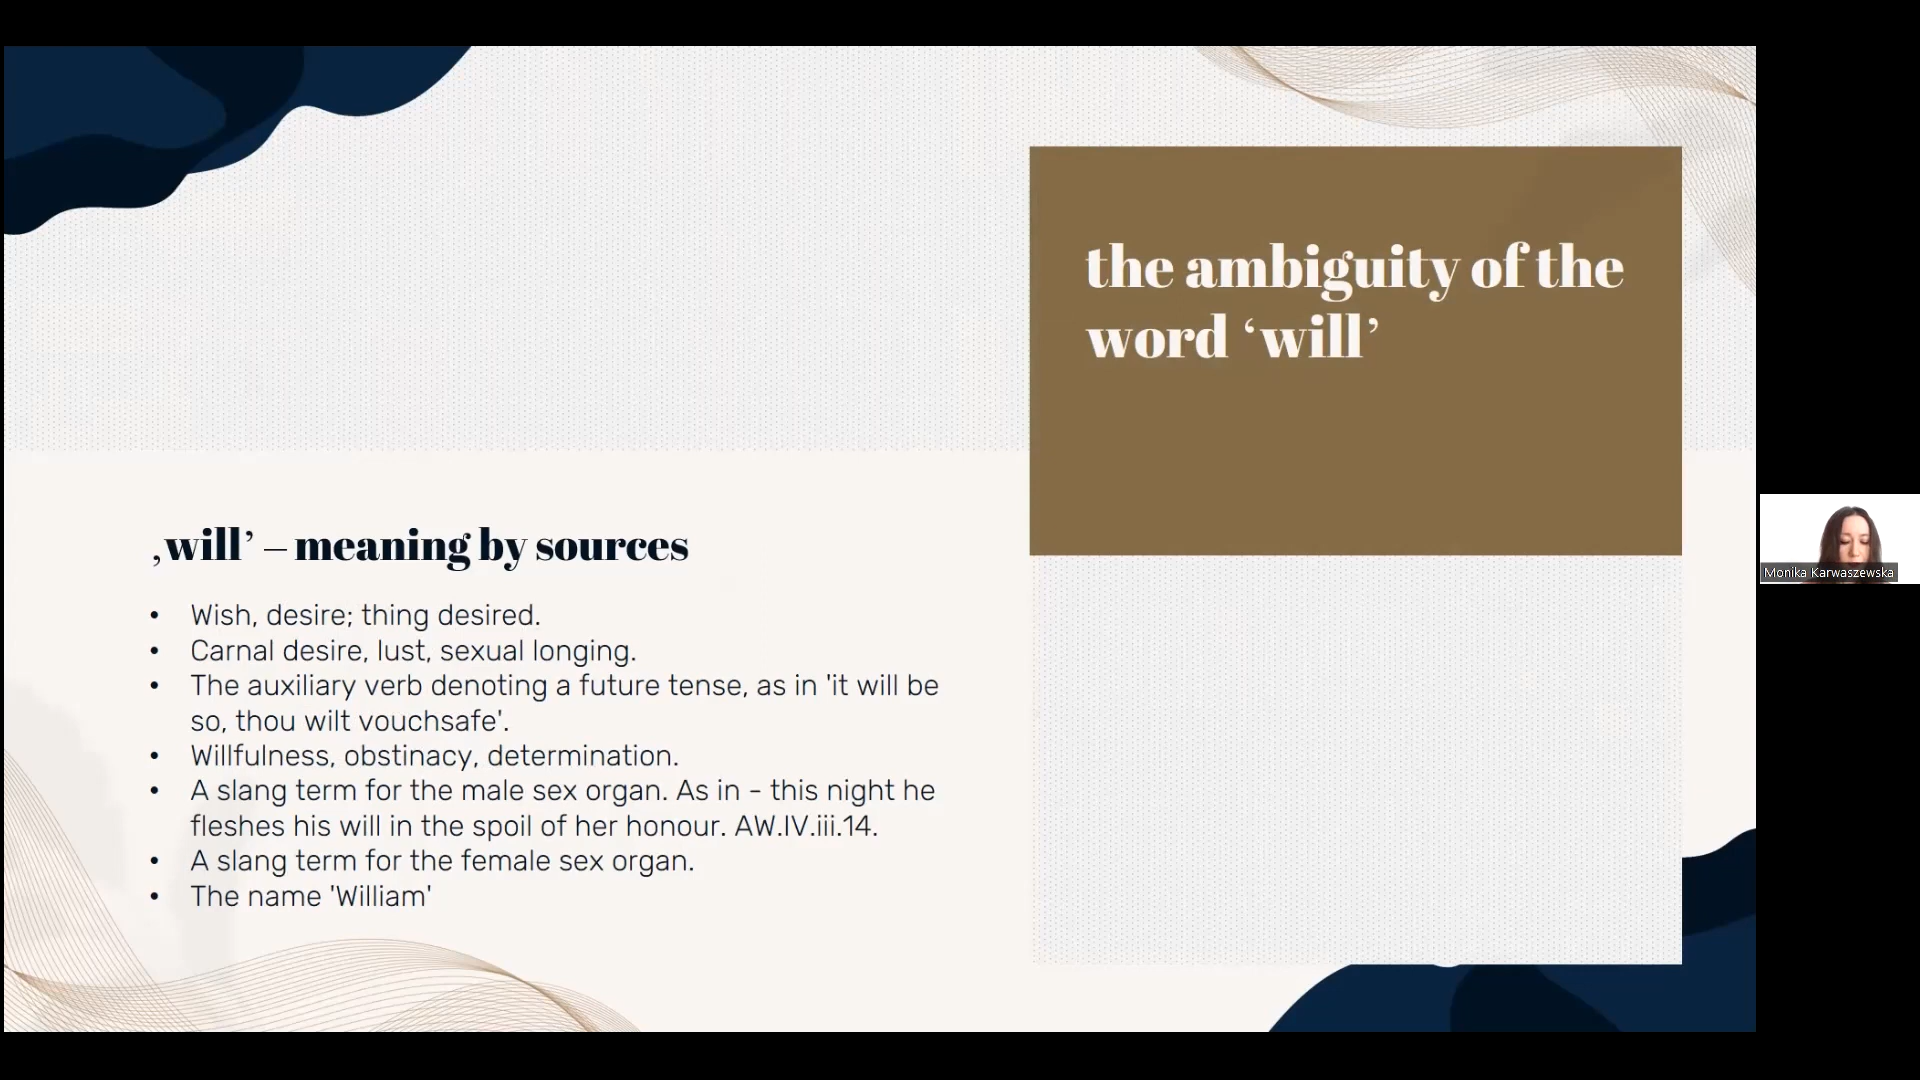 the ambiguity of the
word ‘will’
‚will’ – meaning by sources
• Wish, desire; thing desired.
• Carnal desire, lust, sexual longing.
• The auxiliary verb denoting a future tense, as in 'it will be
so, thou wilt vouchsafe'.
• Willfulness, obstinacy, determination.
• A slang term for the male sex organ. As in - this night he
fleshes his will in the spoil of her honour. AW.IV.iii.14.
• A slang term for the female sex organ.
• The name 'William'
Monika Karwaszewska